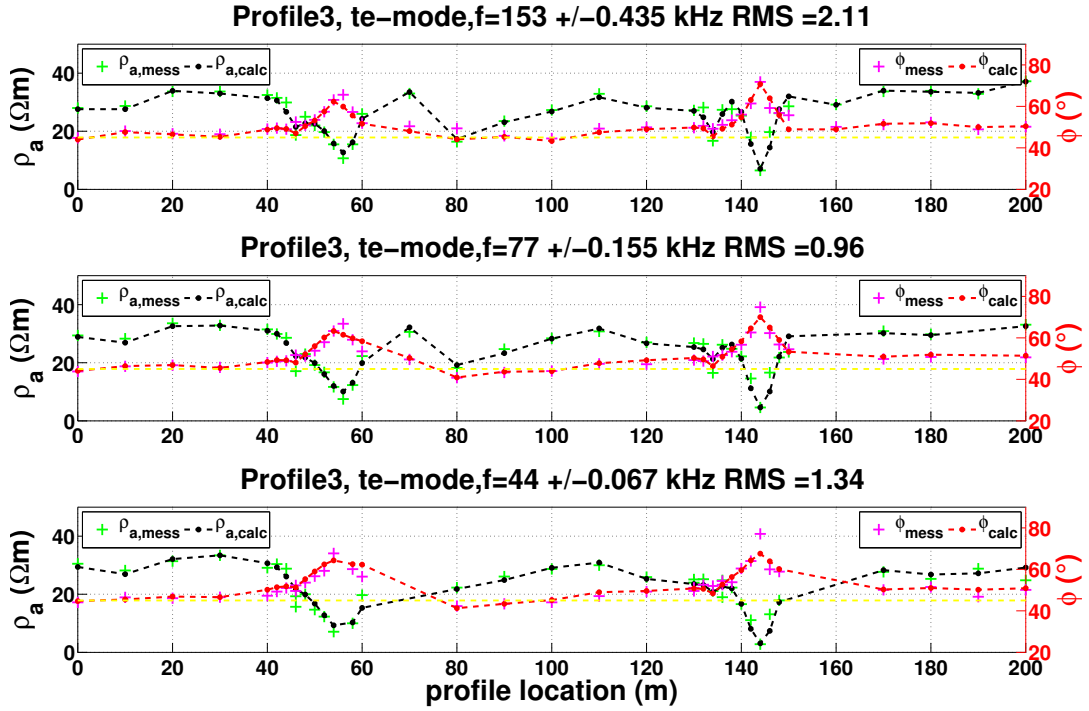 Profile3, te−mode,f=153 +/−0.435 kHz RMS =2.11
ρa,mess ρa,calc ϕmess ϕcalc
ρa (Ωm)
0 20 40
20 40 60 80
ϕ (°)
0 20 40 60 80 100 120 140 160 180 200
Profile3, te−mode,f=77 +/−0.155 kHz RMS =0.96
ρa,mess ρa,calc ϕmess ϕcalc
ρa (Ωm)
0 20 40
20 40 60 80
ϕ (°)
0 20 40 60 80 100 120 140 160 180 200
Profile3, te−mode,f=44 +/−0.067 kHz RMS =1.34
ρa,mess ρa,calc ϕmess ϕcalc
ρa (Ωm)
0 20 40
20 40 60 80
ϕ (°)
0 20 40 60 80 100 120 140 160 180 200
profile location (m)